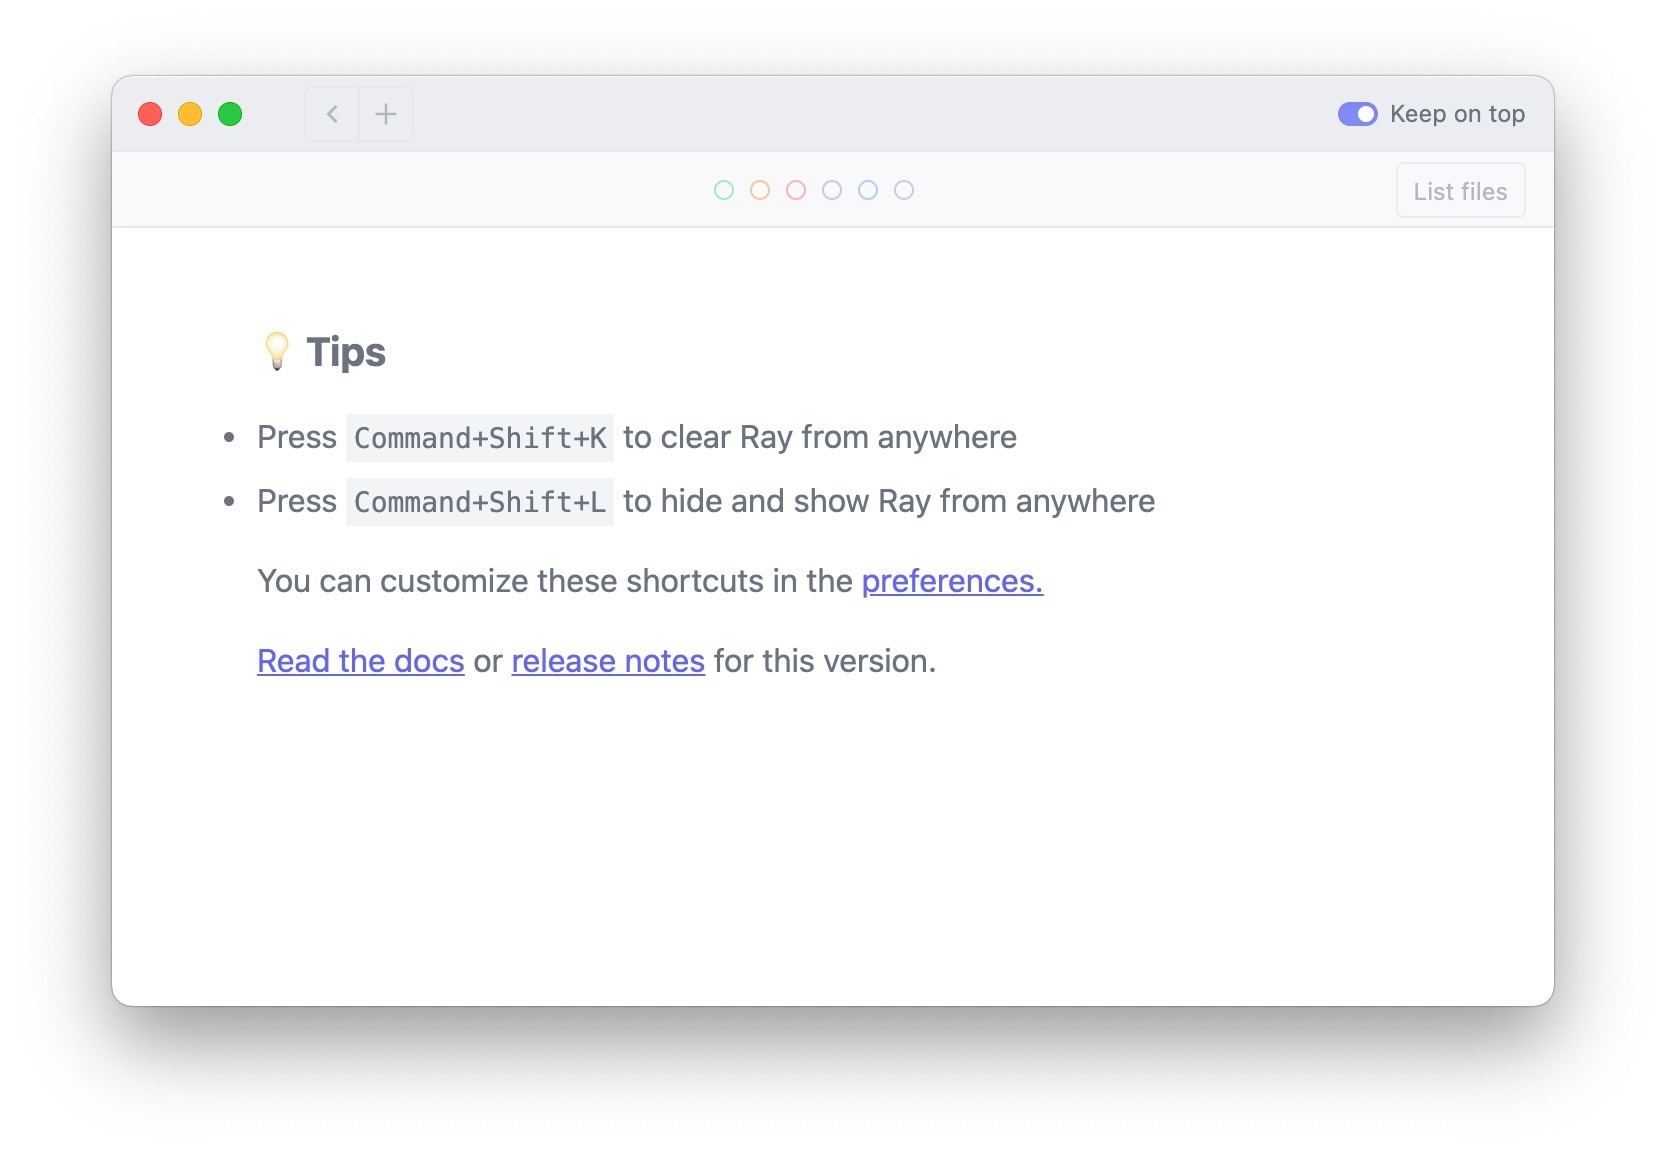 Keep on top
List files
💡 Tips
• Press Command+Shift+K to clear Ray from anywhere
• Press Command+Shift+L to hide and show Ray from anywhere
You can customize these shortcuts in the preferences.
Read the docs or release notes for this version.